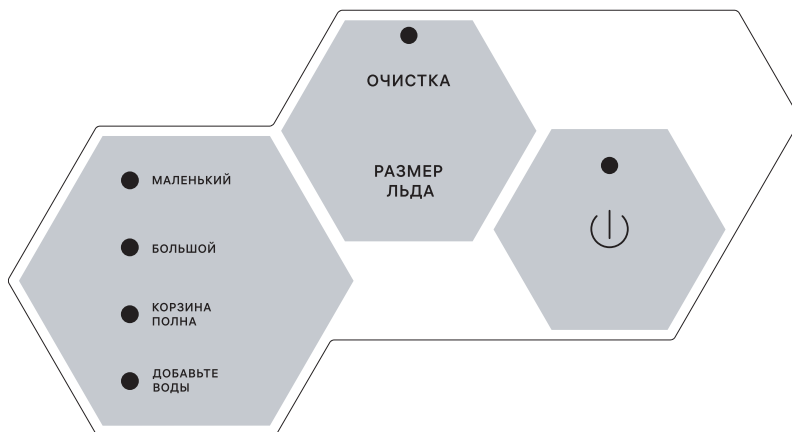 ОЧИСТКА
РАЗМЕР
ЛЬДА
МАЛЕНЬКИЙ
БОЛЬШОЙ
КОРЗИНА
ПОЛНА
ДОБАВЬТЕ
ВОДЫ